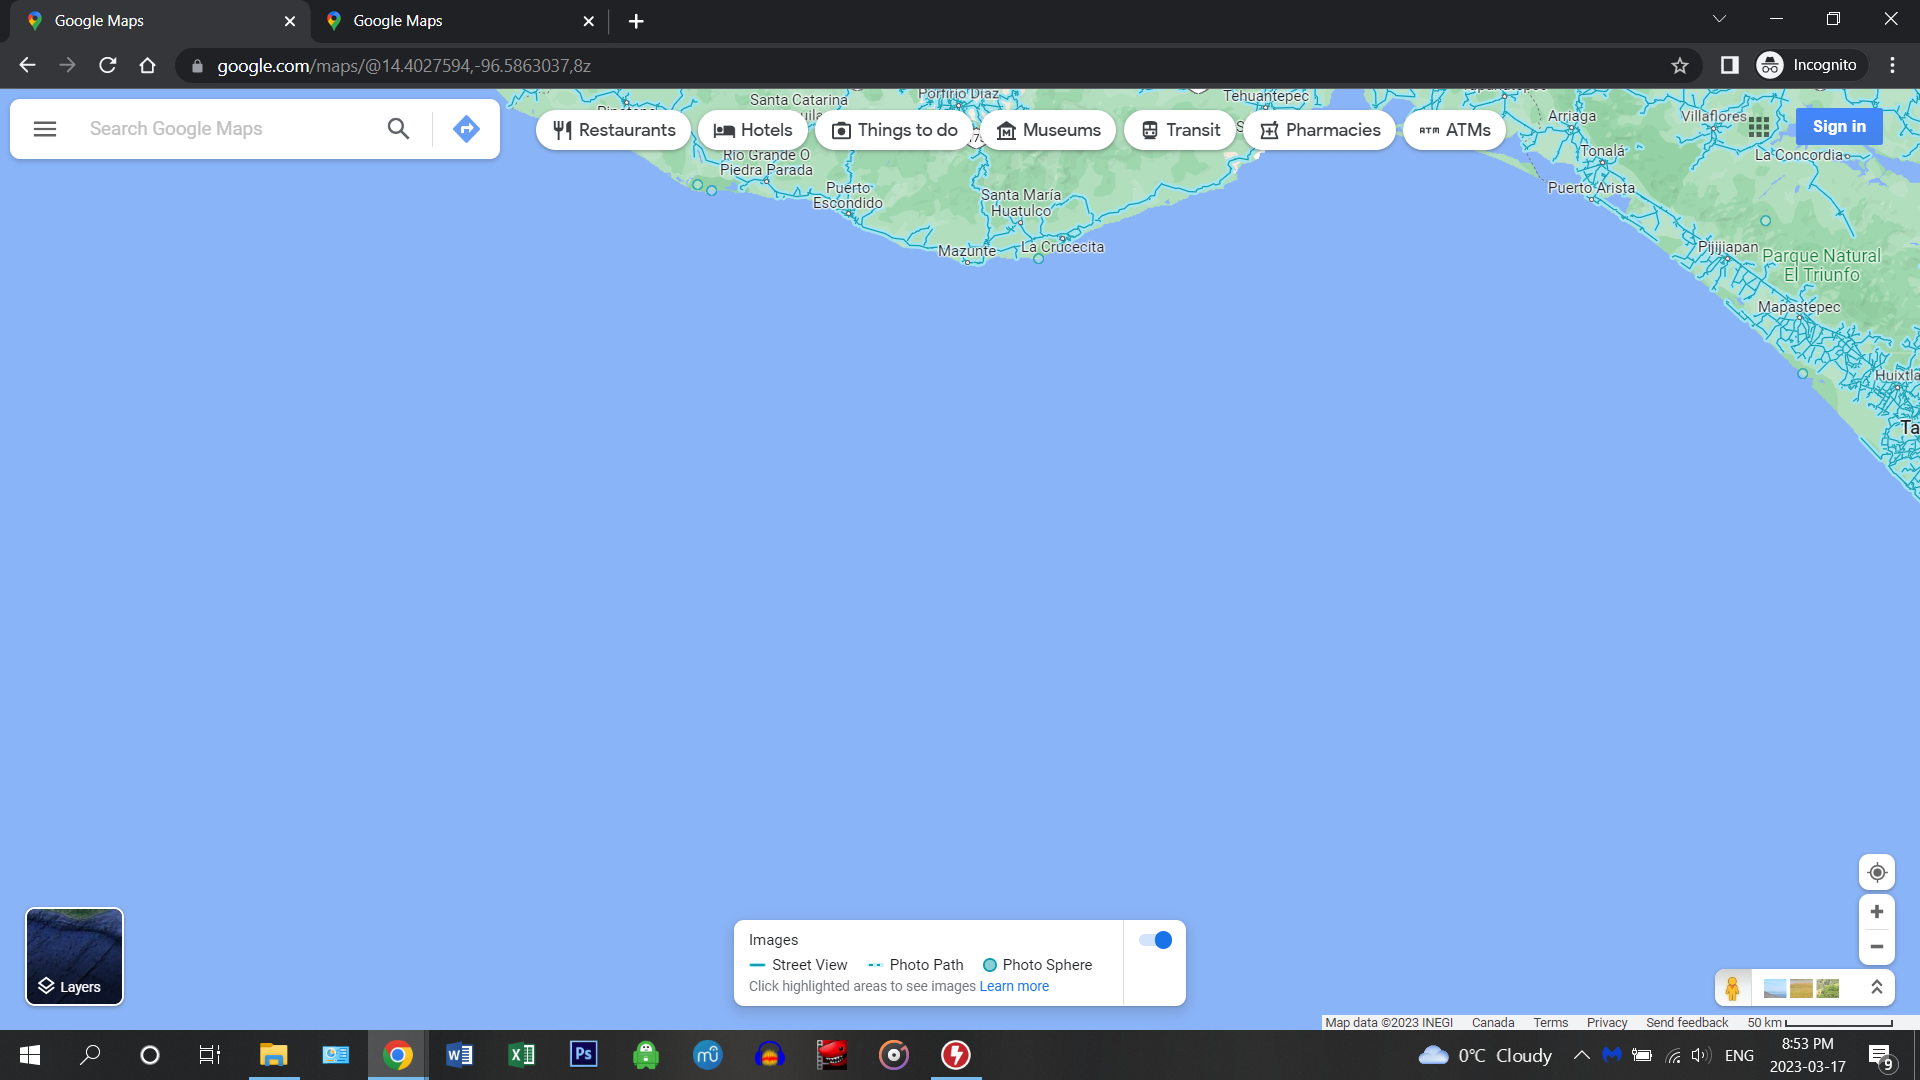 Google Maps
Google Maps
google.com/maps/@14.4027594,-96.5863037,8z
Incognito
Search Google Maps
Restaurants
Hotels
Things to do
Museums
Transit
Pharmacies
ATM ATMs
Sign in
Santa Catarina
Porfirio Díaz
Tehuantepec
Arriaga
Villaflores
La Concordia
Tonalá
Puerto Arista
Río Grande O
Piedra Parada
Puerto
Escondido
Santa María
Huatulco
Mazunte
La Crucecita
Pijijiapan
Parque Natural
El Triunfo
Mapastepec
Huixtla
Ta
Layers
Images
Street View
Photo Path
Photo Sphere
Click highlighted areas to see images Learn more
Map data ©2023 INEGI Canada Terms Privacy Send feedback 50 km
0°C Cloudy
ENG
8:53 PM
2023-03-17
9
W
X
Ps
mu